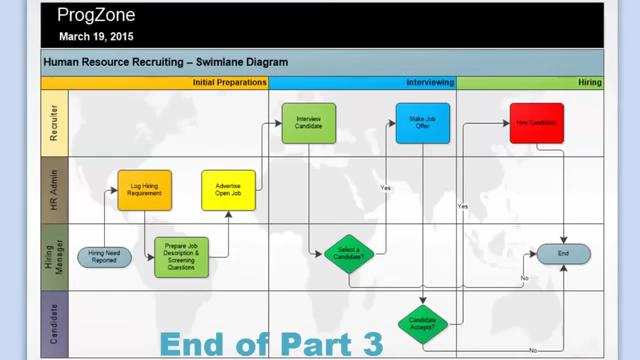 ProgZone
March 19, 2015
Human Resource Recruiting – Swimlane Diagram
Initial Preparations
Interviewing
Hiring
Recruiter
Interview
Candidate
Make Job
Offer
Hire Candidate
HR Admin
Log Hiring
Requirement
Advertise
Open Job
Yes
Yes
Hiring
Manager
Hiring Need
Reported
Prepare Job
Description &
Screening
Questions
Select a
Candidate?
End
No
Candidate
Candidate
Accepts?
No
End of Part 3